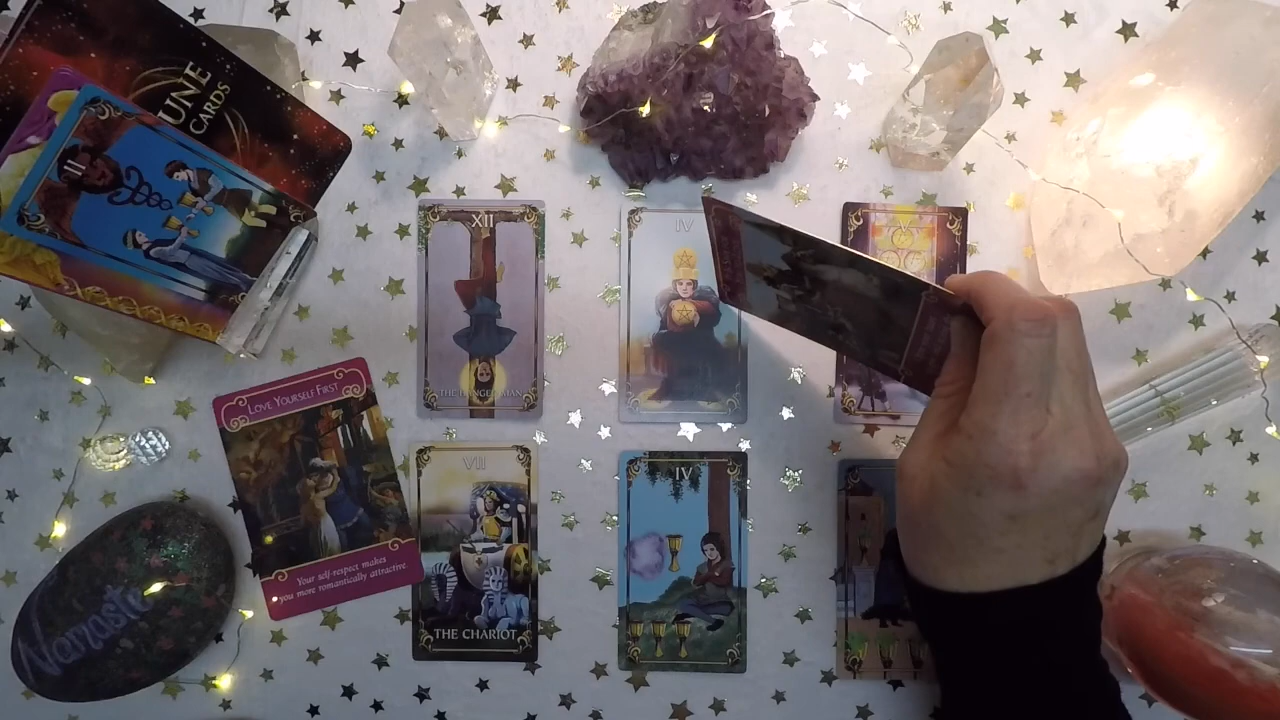 UNE
CARDS
II
XII
THE HANGED MAN
IV
LOVE YOURSELF FIRST
Your self-respect makes
you more romantically attractive.
VII
THE CHARIOT
IV
Namaste